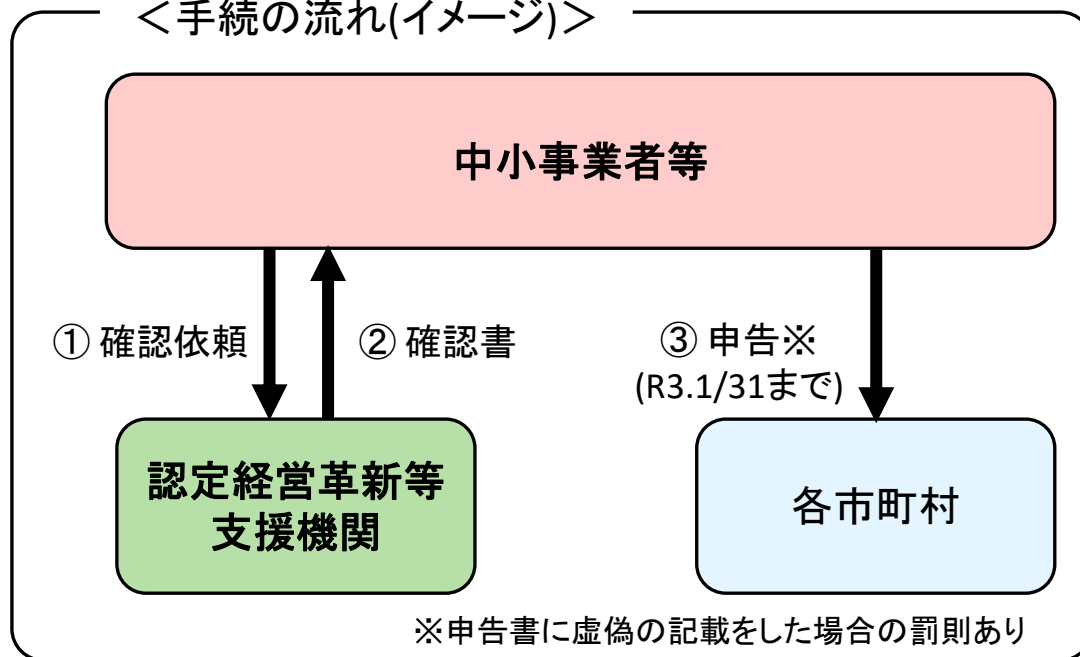 ＜手続の流れ(イメージ)＞
中小事業者等
① 確認依頼
② 確認書
③ 申告※
(R3.1/31まで)
認定経営革新等
支援機関
各市町村
※申告書に虚偽の記載をした場合の罰則あり